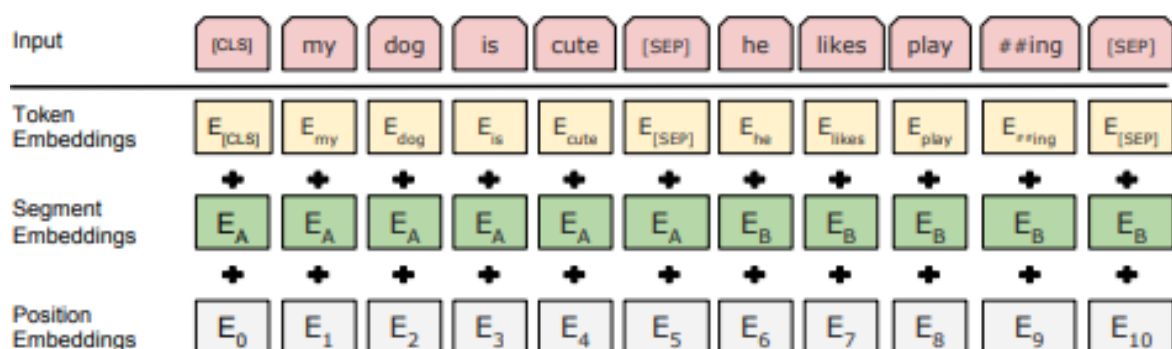 Input [CLS] my dog is cute [SEP] he likes play ##ing [SEP]
Token Embeddings E[CLS] Emy Edog Eis Ecute E[SEP] Ehe Elikes Eplay E##ing E[SEP]
+ + + + + + + + + + +
Segment Embeddings EA EA EA EA EA EA EB EB EB EB EB
+ + + + + + + + + + +
Position Embeddings E0 E1 E2 E3 E4 E5 E6 E7 E8 E9 E10